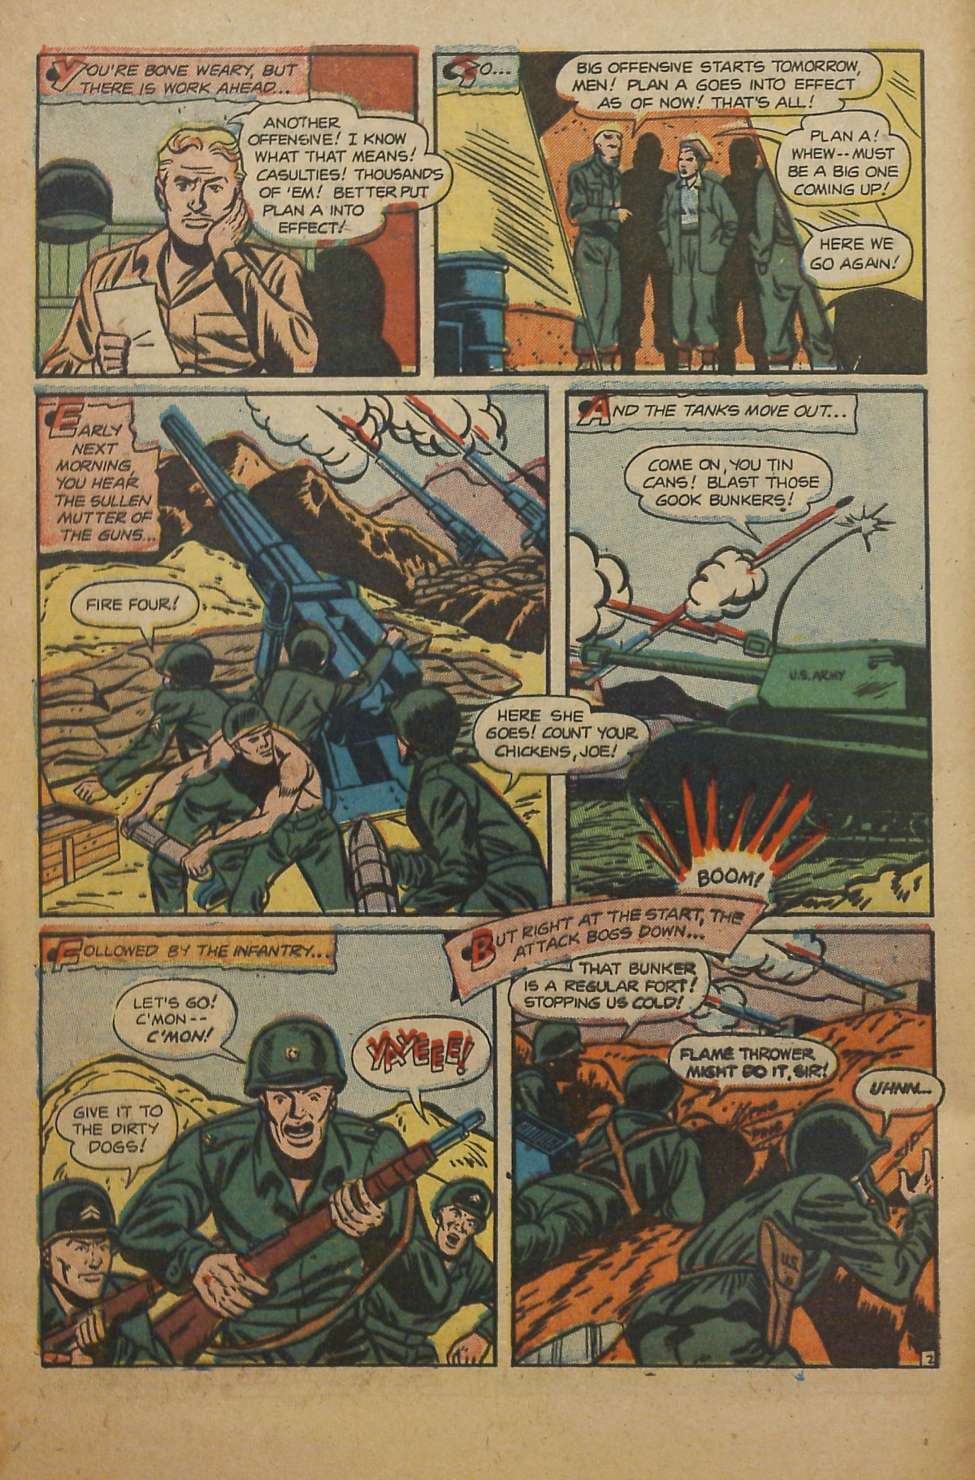 YOU'RE BONE WEARY, BUT
THERE IS WORK AHEAD...
ANOTHER
OFFENSIVE! I KNOW
WHAT THAT MEANS!
CASUALTIES! THOUSANDS
OF 'EM! BETTER PUT
PLAN A INTO
EFFECT!
SO...
BIG OFFENSIVE STARTS TOMORROW,
MEN! PLAN A GOES INTO EFFECT
AS OF NOW! THAT'S ALL!
PLAN A!
WHEW--MUST
BE A BIG ONE
COMING UP!
HERE WE
GO AGAIN!
EARLY
NEXT
MORNING,
YOU HEAR
THE SULLEN
MUTTER OF
THE GUNS...
FIRE FOUR!
HERE SHE
GOES! COUNT YOUR
CHICKENS, JOE!
AND THE TANKS MOVE OUT...
COME ON, YOU TIN
CANS! BLAST THOSE
GOOK BUNKERS!
U.S. ARMY
BOOM!
FOLLOWED BY THE INFANTRY...
LET'S GO!
C'MON--
C'MON!
YAYEEE!
GIVE IT TO
THE DIRTY
DOGS!
BUT RIGHT AT THE START, THE
ATTACK BOGS DOWN...
THAT BUNKER
IS A REGULAR FORT!
STOPPING US COLD!
FLAME THROWER
MIGHT DO IT, SIR!
UHNN...
U.S.
2